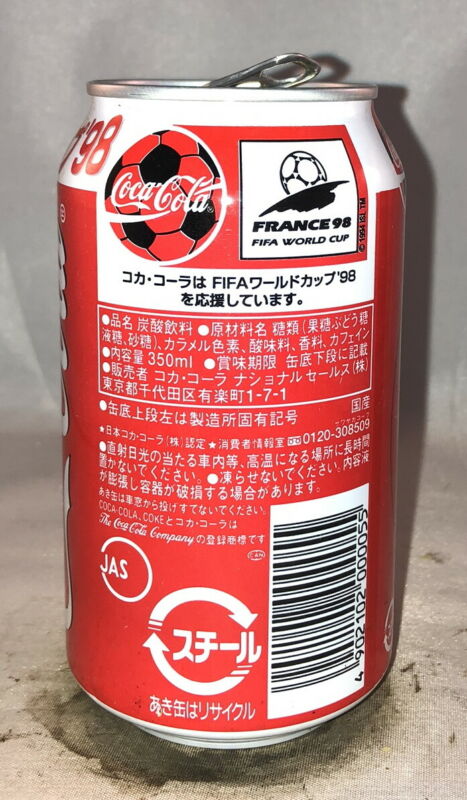 '98
Coca-Cola
FRANCE 98
FIFA WORLD CUP
コカ・コーラは FIFAワールドカップ'98
を応援しています。
●品名 炭酸飲料 ●原材料名 糖類(果糖ぶどう糖
液糖、砂糖)、カラメル色素、酸味料、香料、カフェイン
●内容量 350ml ●賞味期限 缶底下段に記載
●販売者 コカ・コーラ ナショナル セールス(株)
東京都千代田区有楽町1-7-1
●缶底上段左は製造所固有記号 国産
★日本コカ・コーラ(株)認定★消費者情報室 0120-308509
●直射日光の当たる車内等、高温になる場所に長時間
置かないでください。●凍らせないでください。内容液
が膨張し容器が破損する場合があります。
あき缶は車窓から投げすてないでください。
COCA-COLA, COKEとコカ・コーラは
The Coca-Cola Companyの登録商標です
CAN
JAS
スチール
あき缶はリサイクル
4 902102 000055